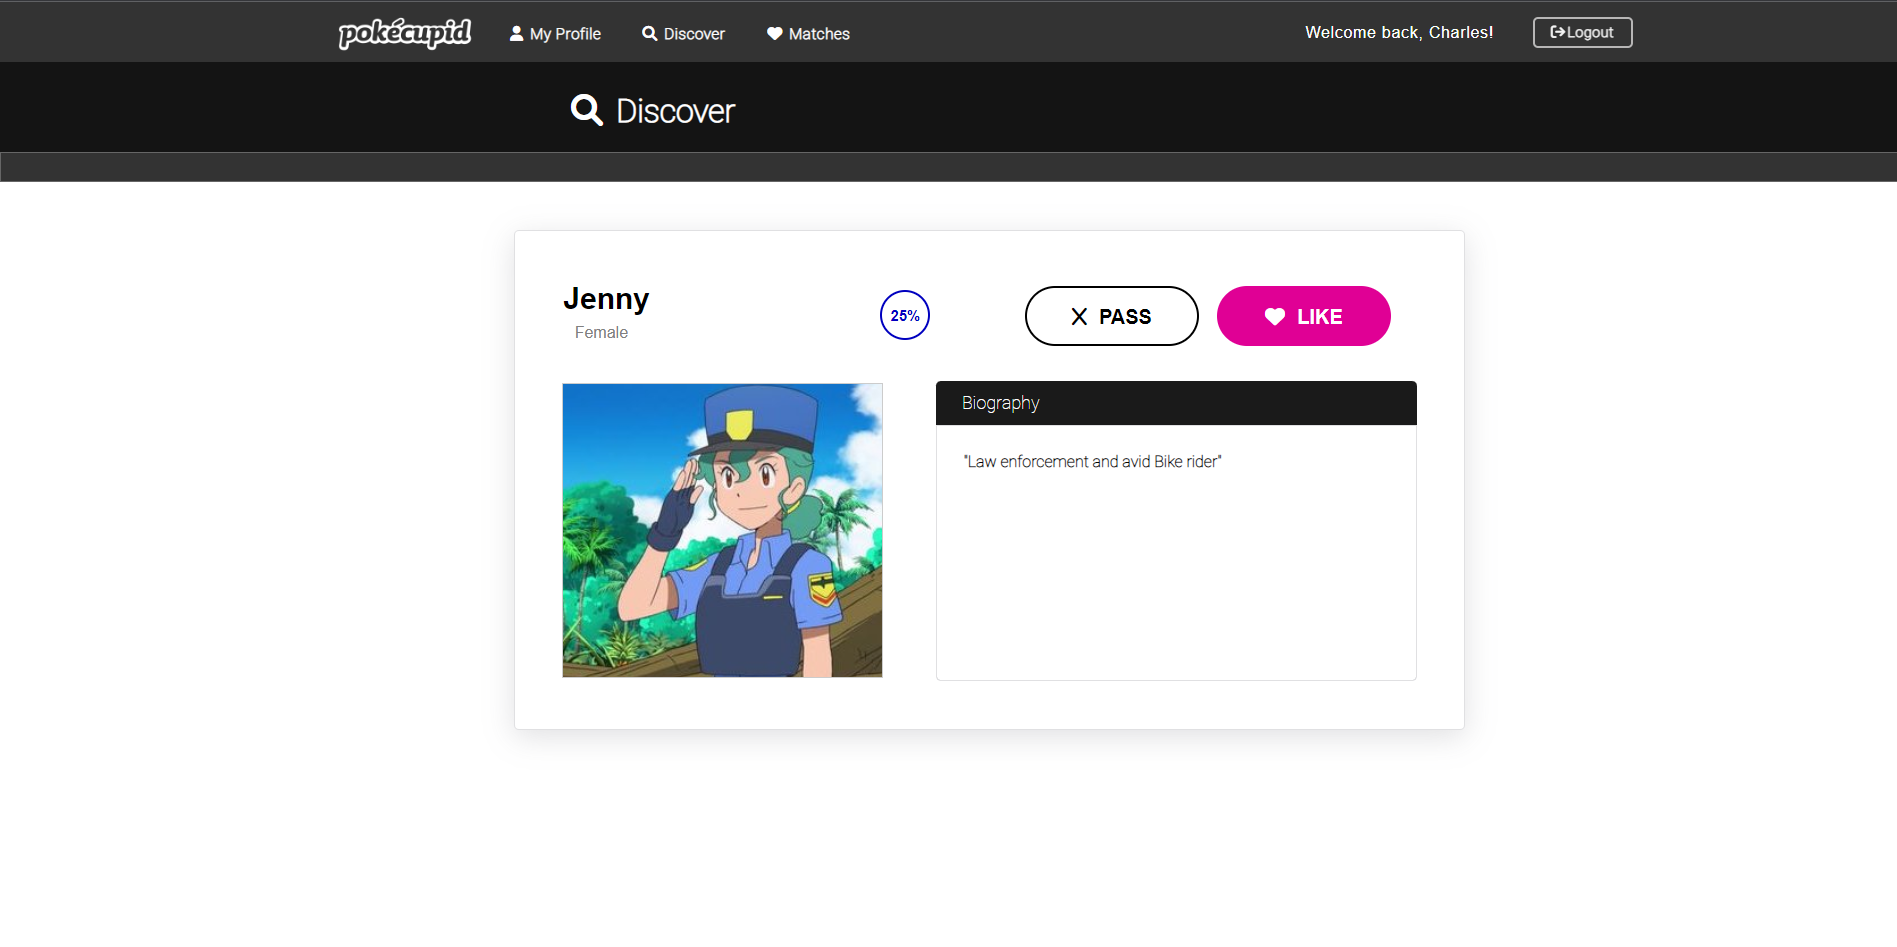 pokécupid
My Profile
Discover
Matches
Welcome back, Charles!
Logout
Discover
Jenny
Female
25%
X PASS
LIKE
Biography
"Law enforcement and avid Bike rider"